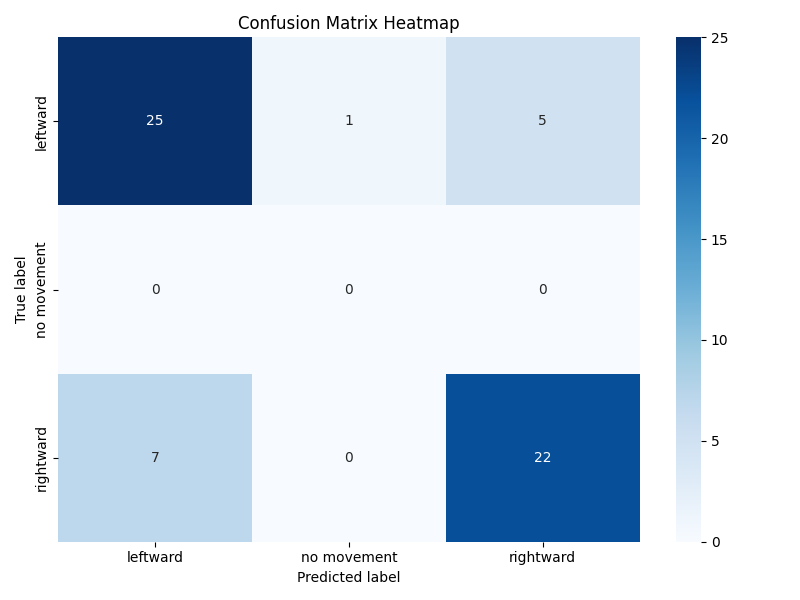 Confusion Matrix Heatmap
True label
leftward
no movement
rightward
25 1 5
0 0 0
7 0 22
leftward no movement rightward
Predicted label
25
20
15
10
5
0